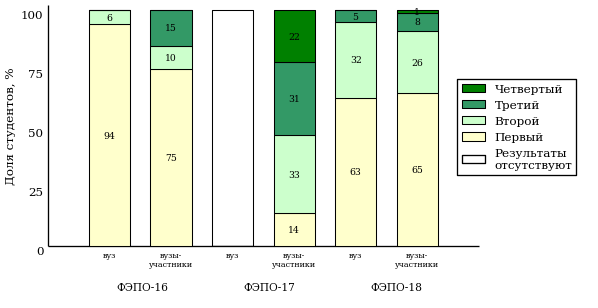 Доля студентов, %
100
75
50
25
0
6
94
15
10
75
22
31
33
14
5
32
63
1
8
26
65
вуз
вузы-
участники
вуз
вузы-
участники
вуз
вузы-
участники
ФЭПО-16
ФЭПО-17
ФЭПО-18
Четвертый
Третий
Второй
Первый
Результаты
отсутствуют